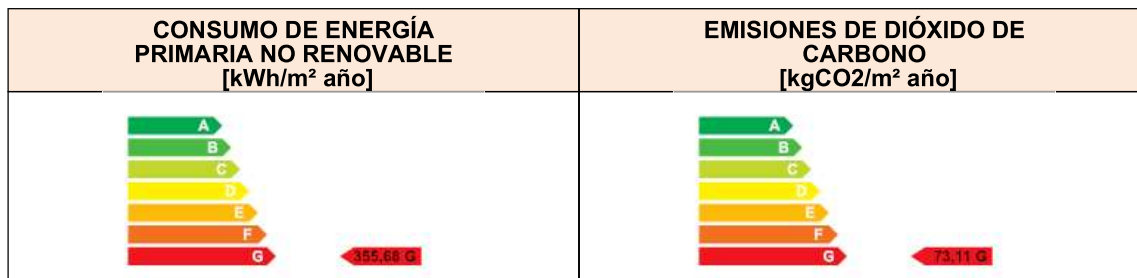 CONSUMO DE ENERGÍA
PRIMARIA NO RENOVABLE
[kWh/m² año]
EMISIONES DE DIÓXIDO DE
CARBONO
[kgCO2/m² año]
A
B
C
D
E
F
G
355,68 G
A
B
C
D
E
F
G
73,11 G